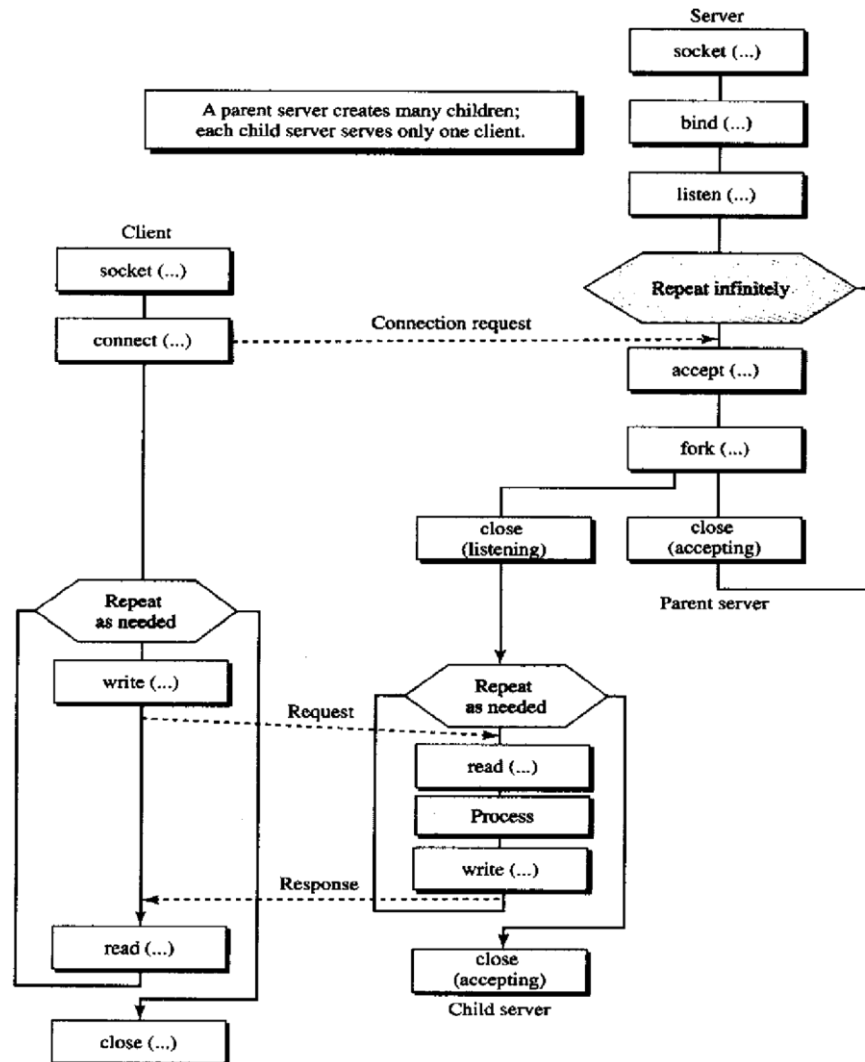 Server
socket (...)
A parent server creates many children;
each child server serves only one client.
bind (...)
listen (...)
Client
socket (...)
Repeat infinitely
connect (...)
Connection request
accept (...)
fork (...)
close
(listening)
close
(accepting)
Parent server
Repeat
as needed
write (...)
Repeat
as needed
Request
read (...)
Process
write (...)
Response
read (...)
close
(accepting)
Child server
close (...)